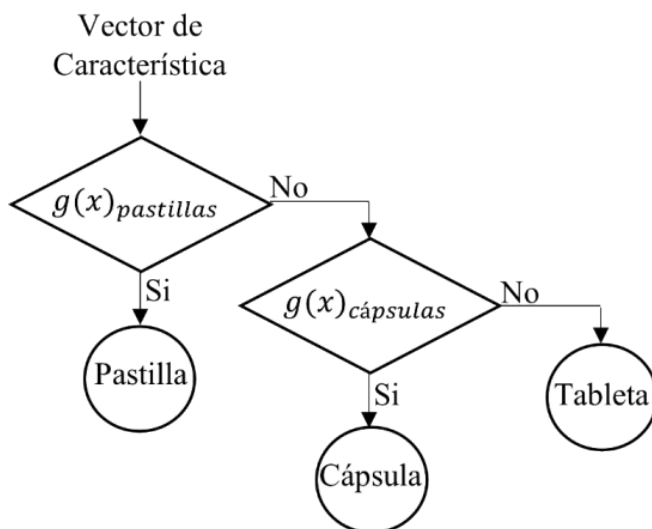 Vector de
Característica
g(x)pastillas
No
Si
g(x)cápsulas
No
Pastilla
Si
Tableta
Cápsula